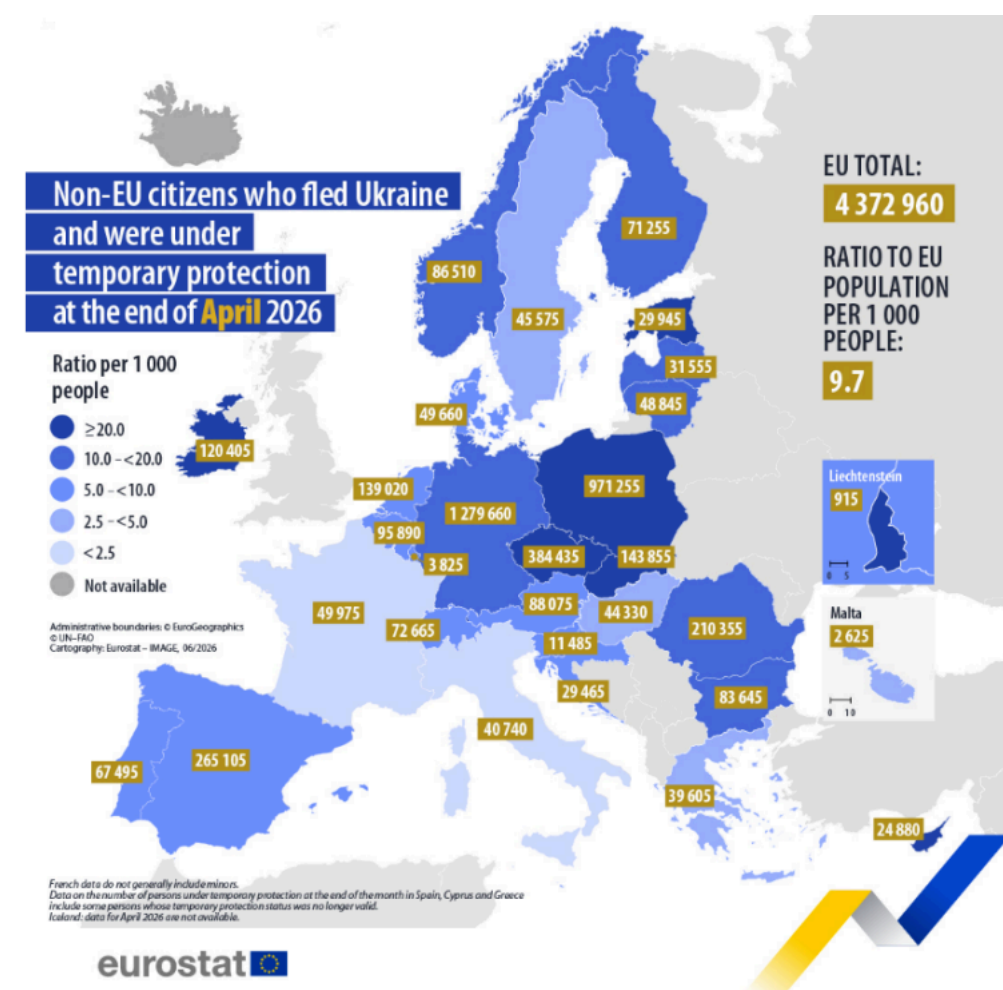 Non-EU citizens who fled Ukraine
and were under
temporary protection
at the end of April 2026
EU TOTAL:
4 372 960
RATIO TO EU
POPULATION
PER 1 000
PEOPLE:
9.7
Ratio per 1 000
people
≥20.0
10.0 –<20.0
5.0 –<10.0
2.5 –<5.0
<2.5
Not available
Administrative boundaries: © EuroGeographics
© UN–FAO
Cartography: Eurostat – IMAGE, 06/2026
71 255
86 510
45 575
29 945
31 555
48 845
49 660
120 405
139 020
971 255
1 279 660
95 890
384 435
143 855
3 825
88 075
44 330
49 975
72 665
11 485
210 355
29 465
83 645
40 740
265 105
67 495
39 605
24 880
Liechtenstein
915
0 5
Malta
2 625
0 10
French data do not generally include minors.
Data on the number of persons under temporary protection at the end of the month in Spain, Cyprus and Greece
include some persons whose temporary protection status was no longer valid.
Iceland: data for April 2026 are not available.
eurostat